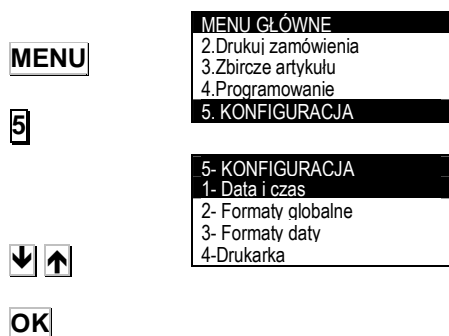 MENU
MENU GŁÓWNE
2.Drukuj zamówienia
3.Zbircze artykułu
4.Programowanie
5. KONFIGURACJA
5
5- KONFIGURACJA
1- Data i czas
2- Formaty globalne
3- Formaty daty
4-Drukarka
OK